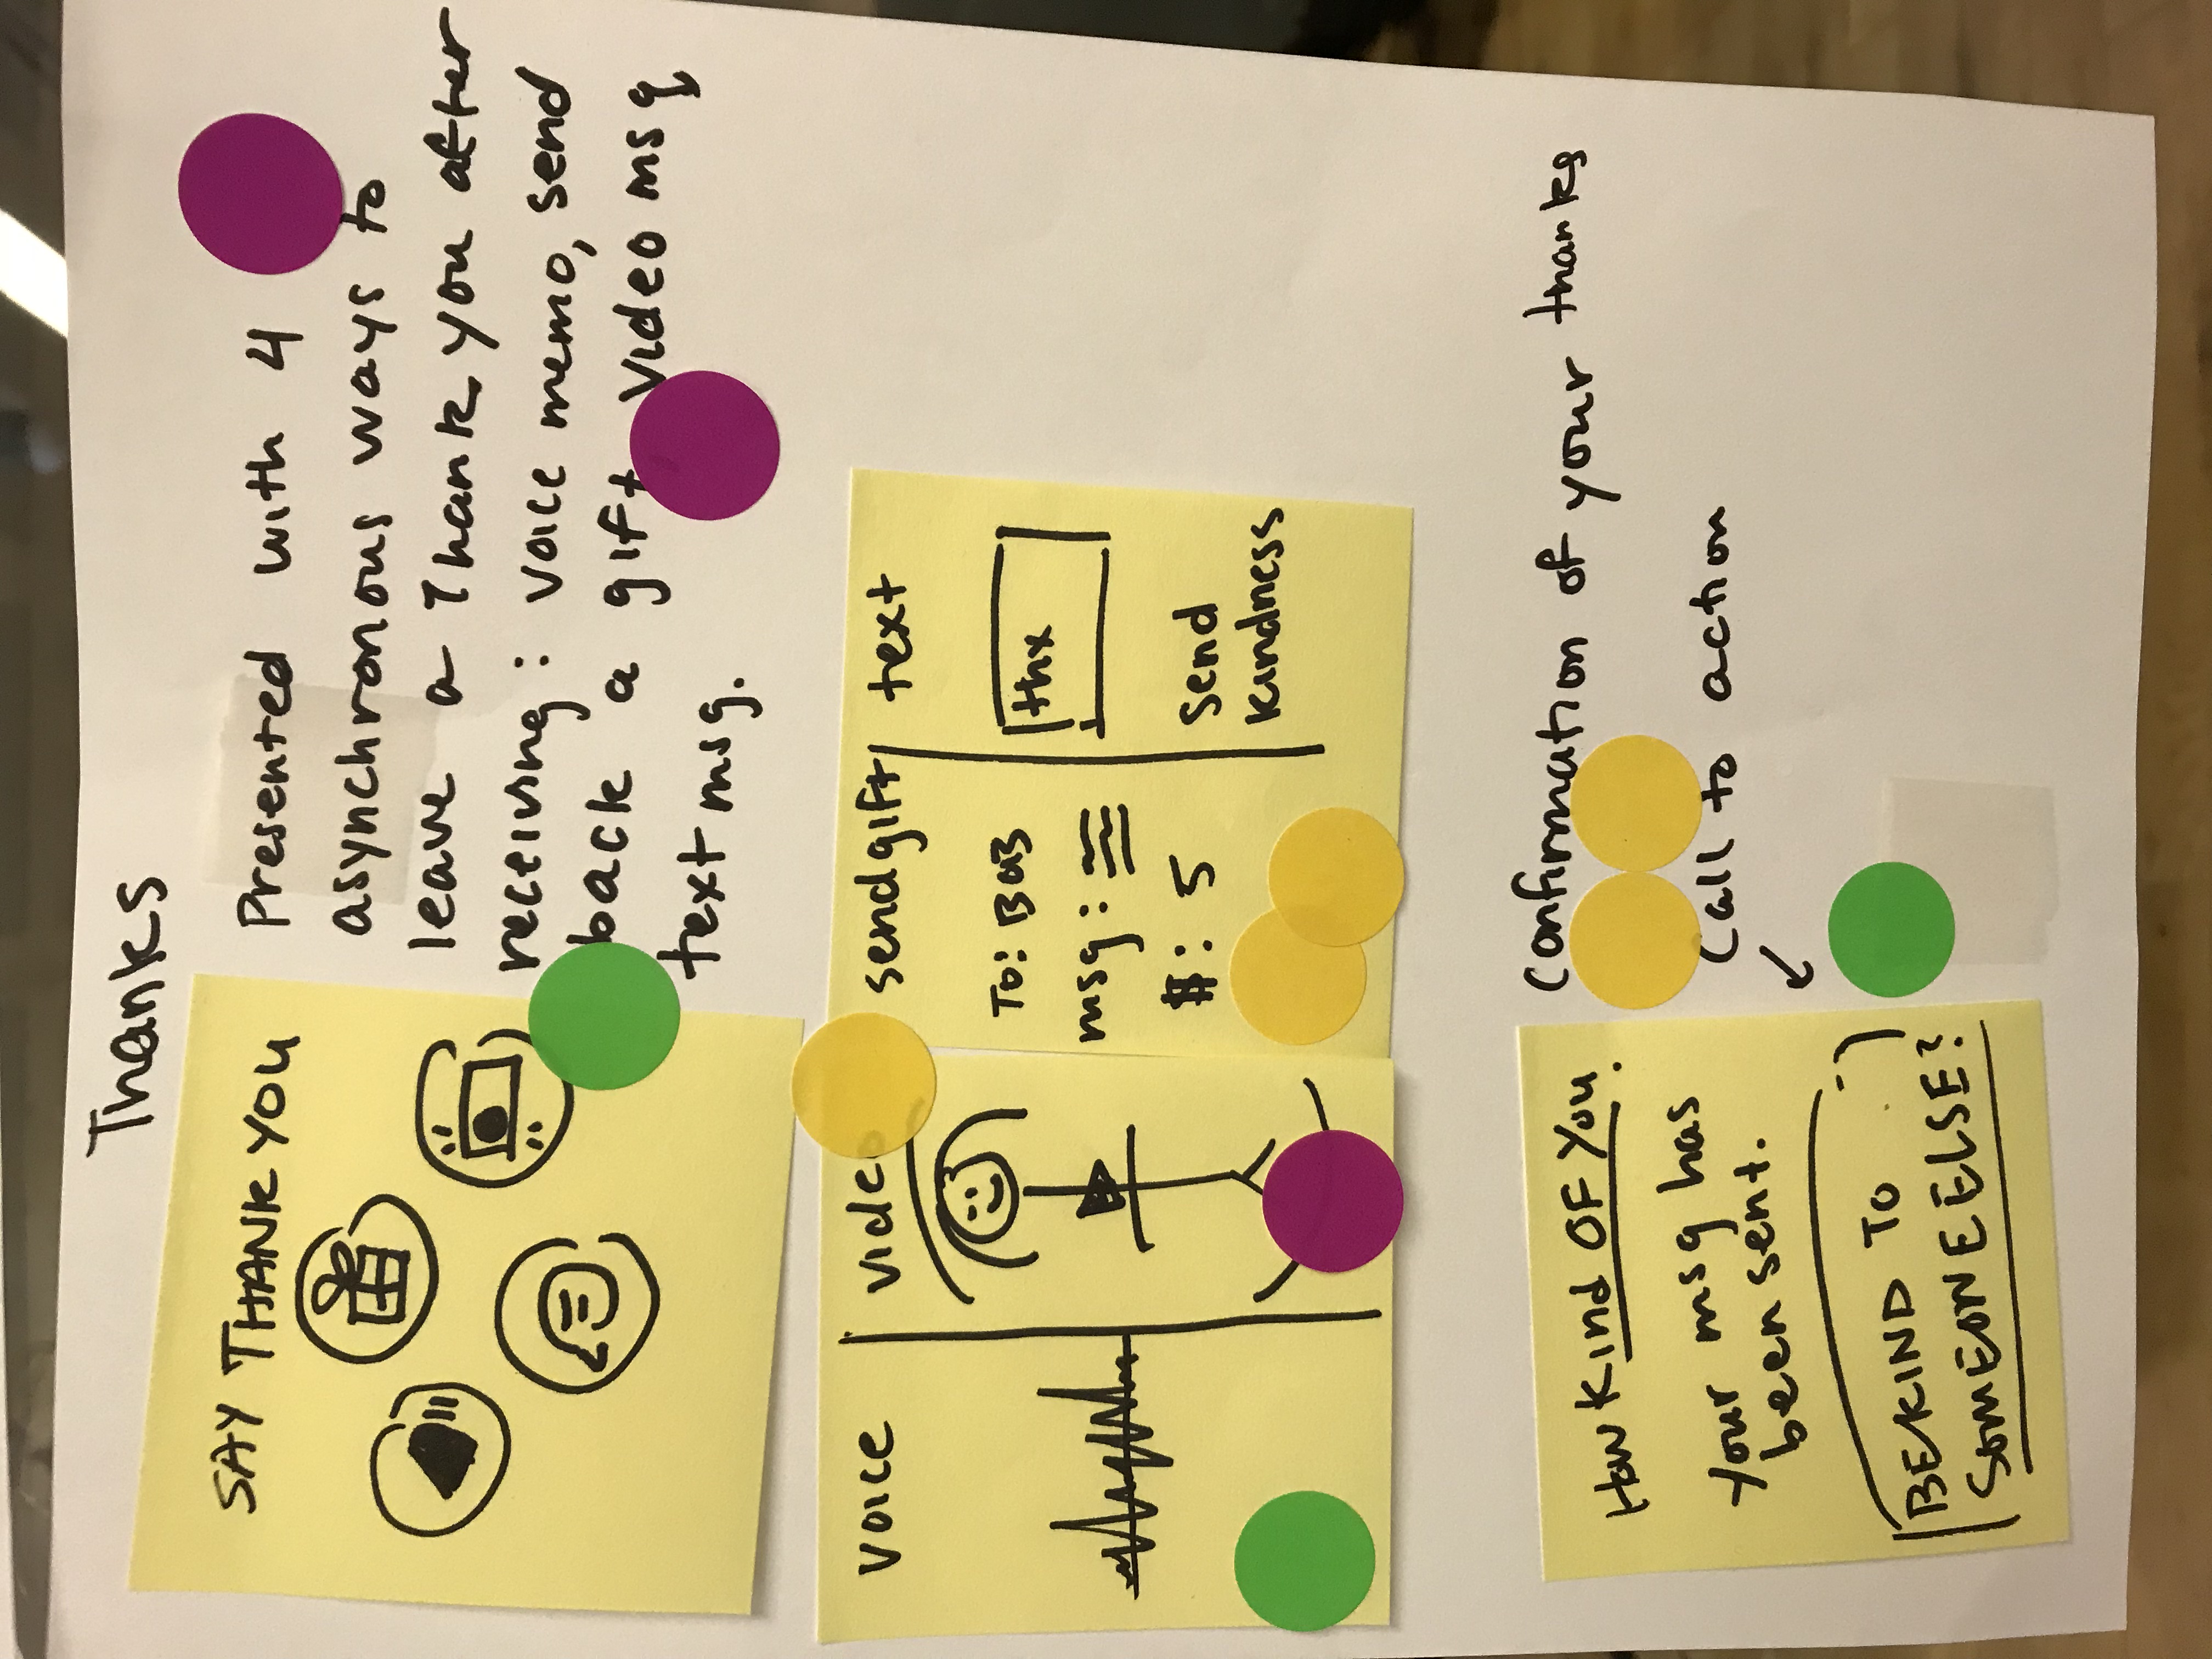 Thanks
SAY THANK YOU
Presented with 4
asynchronous ways to
leave a Thank you after
receiving: voice memo, send
back a gift, video msg
text msg.
voice
video
send gift
To: BOB
msg:
$: 5
text
thx
Send
kindness
How Kind OF You.
Your msg has
been sent.
BE KIND TO
SOMEONE ELSE?
Confirmation of your thanks
Call to action